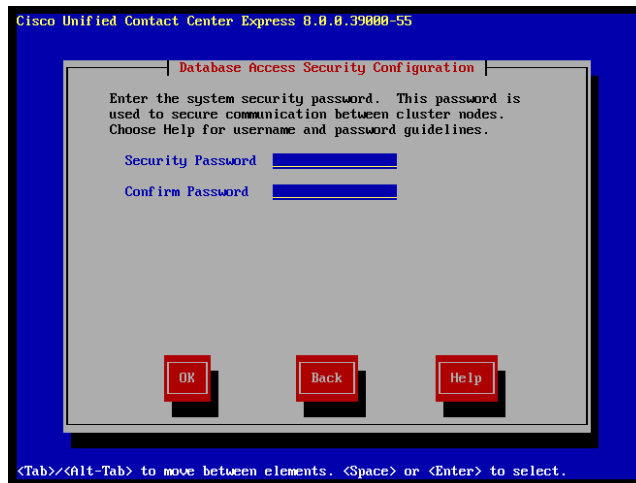 Cisco Unified Contact Center Express 8.0.0.39000-55
Database Access Security Configuration
Enter the system security password.  This password is
used to secure communication between cluster nodes.
Choose Help for username and password guidelines.
Security Password
Confirm Password
OK Back Help
<Tab>/<Alt-Tab> to move between elements. <Space> or <Enter> to select.